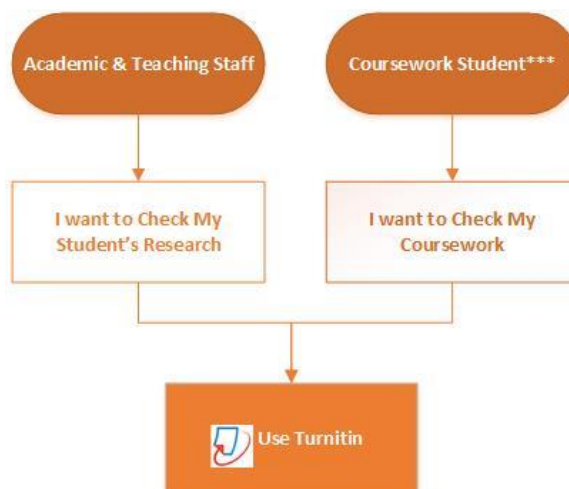 Academic & Teaching Staff
Coursework Student***
I want to Check My
Student's Research
I want to Check My
Coursework
Use Turnitin